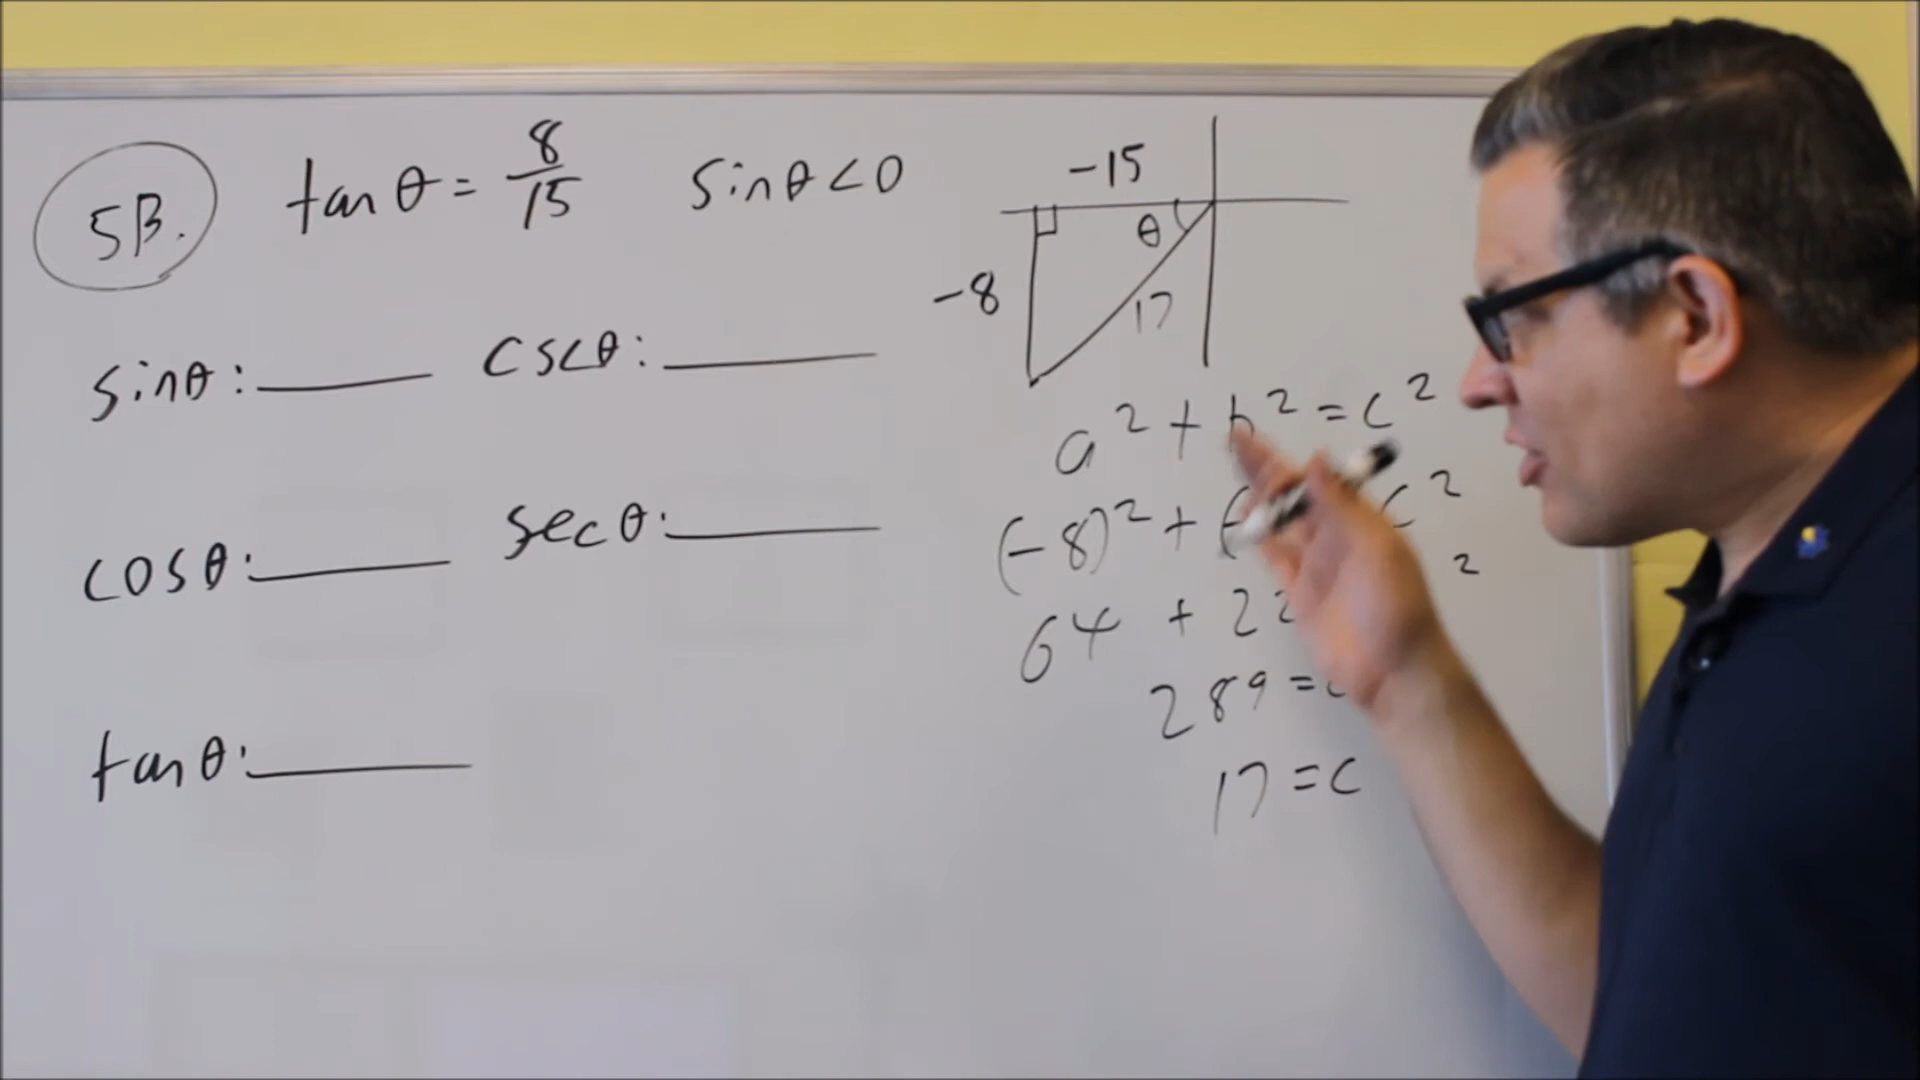 5B. tan θ = 8/15 sin θ < 0
sin θ: ____ csc θ: ____
cos θ: ____ sec θ: ____
tan θ: ____
-15
θ
-8
17
a² + b² = c²
(-8)² + (- c²
64 + 22 ²
289 = c
17 = c